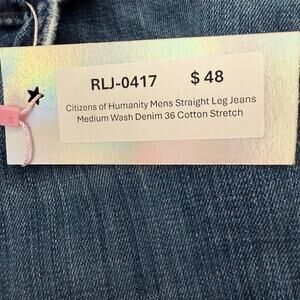 RLJ-0417 $ 48
Citizens of Humanity Mens Straight Leg Jeans
Medium Wash Denim 36 Cotton Stretch